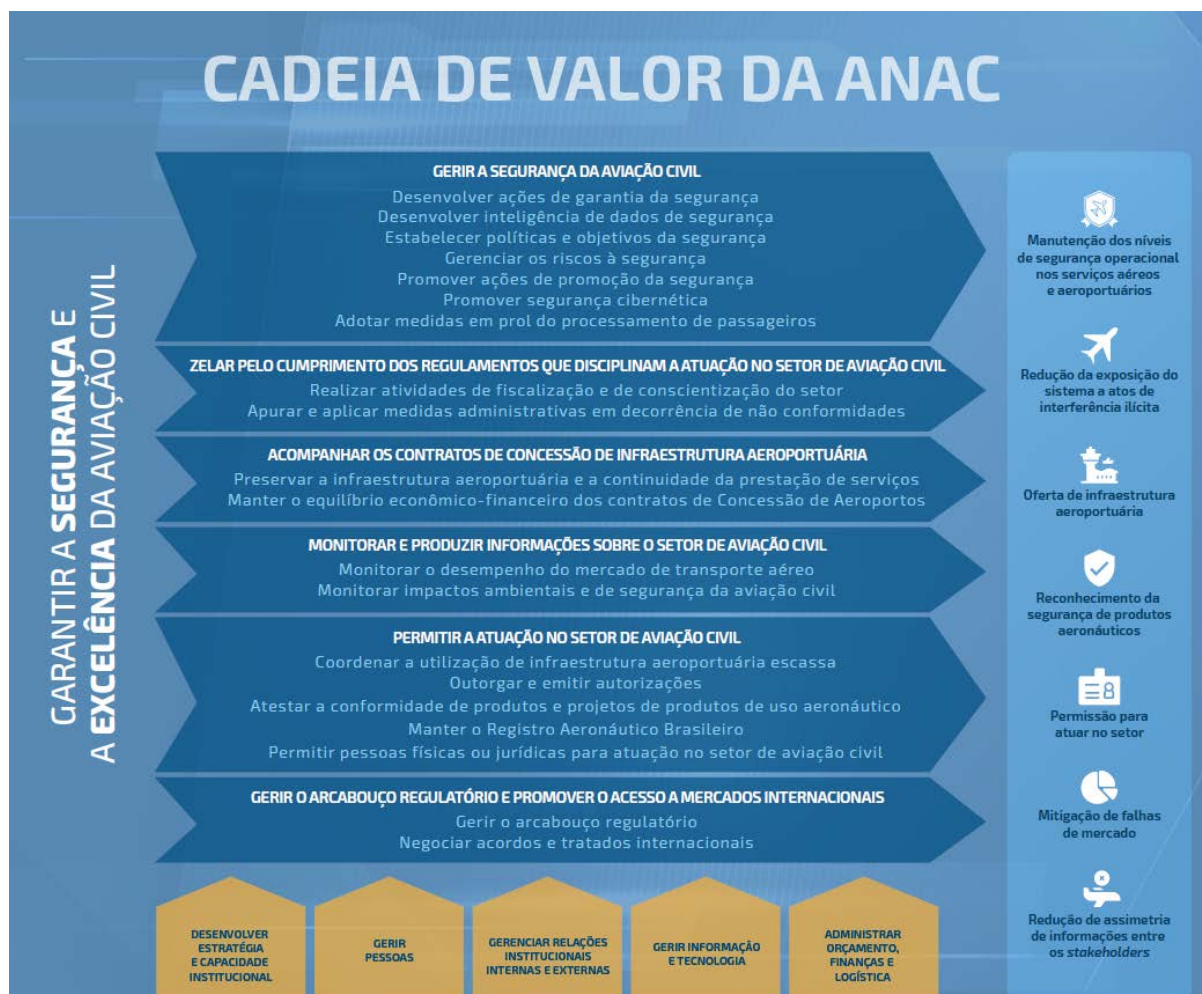 CADEIA DE VALOR DA ANAC
GARANTIR A SEGURANÇA E
A EXCELÊNCIA DA AVIAÇÃO CIVIL
GERIR A SEGURANÇA DA AVIAÇÃO CIVIL
Desenvolver ações de garantia da segurança
Desenvolver inteligência de dados de segurança
Estabelecer políticas e objetivos da segurança
Gerenciar os riscos à segurança
Promover ações de promoção da segurança
Promover segurança cibernética
Adotar medidas em prol do processamento de passageiros
ZELAR PELO CUMPRIMENTO DOS REGULAMENTOS QUE DISCIPLINAM A ATUAÇÃO NO SETOR DE AVIAÇÃO CIVIL
Realizar atividades de fiscalização e de conscientização do setor
Apurar e aplicar medidas administrativas em decorrência de não conformidades
ACOMPANHAR OS CONTRATOS DE CONCESSÃO DE INFRAESTRUTURA AEROPORTUÁRIA
Preservar a infraestrutura aeroportuária e a continuidade da prestação de serviços
Manter o equilíbrio econômico-financeiro dos contratos de Concessão de Aeroportos
MONITORAR E PRODUZIR INFORMAÇÕES SOBRE O SETOR DE AVIAÇÃO CIVIL
Monitorar o desempenho do mercado de transporte aéreo
Monitorar impactos ambientais e de segurança da aviação civil
PERMITIR A ATUAÇÃO NO SETOR DE AVIAÇÃO CIVIL
Coordenar a utilização de infraestrutura aeroportuária escassa
Outorgar e emitir autorizações
Atestar a conformidade de produtos e projetos de produtos de uso aeronáutico
Manter o Registro Aeronáutico Brasileiro
Permitir pessoas físicas ou jurídicas para atuação no setor de aviação civil
GERIR O ARCABOUÇO REGULATÓRIO E PROMOVER O ACESSO A MERCADOS INTERNACIONAIS
Gerir o arcabouço regulatório
Negociar acordos e tratados internacionais
DESENVOLVER
ESTRATÉGIA
E CAPACIDADE
INSTITUCIONAL
GERIR
PESSOAS
GERENCIAR RELAÇÕES
INSTITUCIONAIS
INTERNAS E EXTERNAS
GERIR INFORMAÇÃO
E TECNOLOGIA
ADMINISTRAR
ORÇAMENTO,
FINANÇAS E
LOGÍSTICA
Manutenção dos níveis
de segurança operacional
nos serviços aéreos
e aeroportuários
Redução da exposição do
sistema a atos de
interferência ilícita
Oferta de infraestrutura
aeroportuária
Reconhecimento da
segurança de produtos
aeronáuticos
Permissão para
atuar no setor
Mitigação de falhas
de mercado
Redução de assimetria
de informações entre
os stakeholders